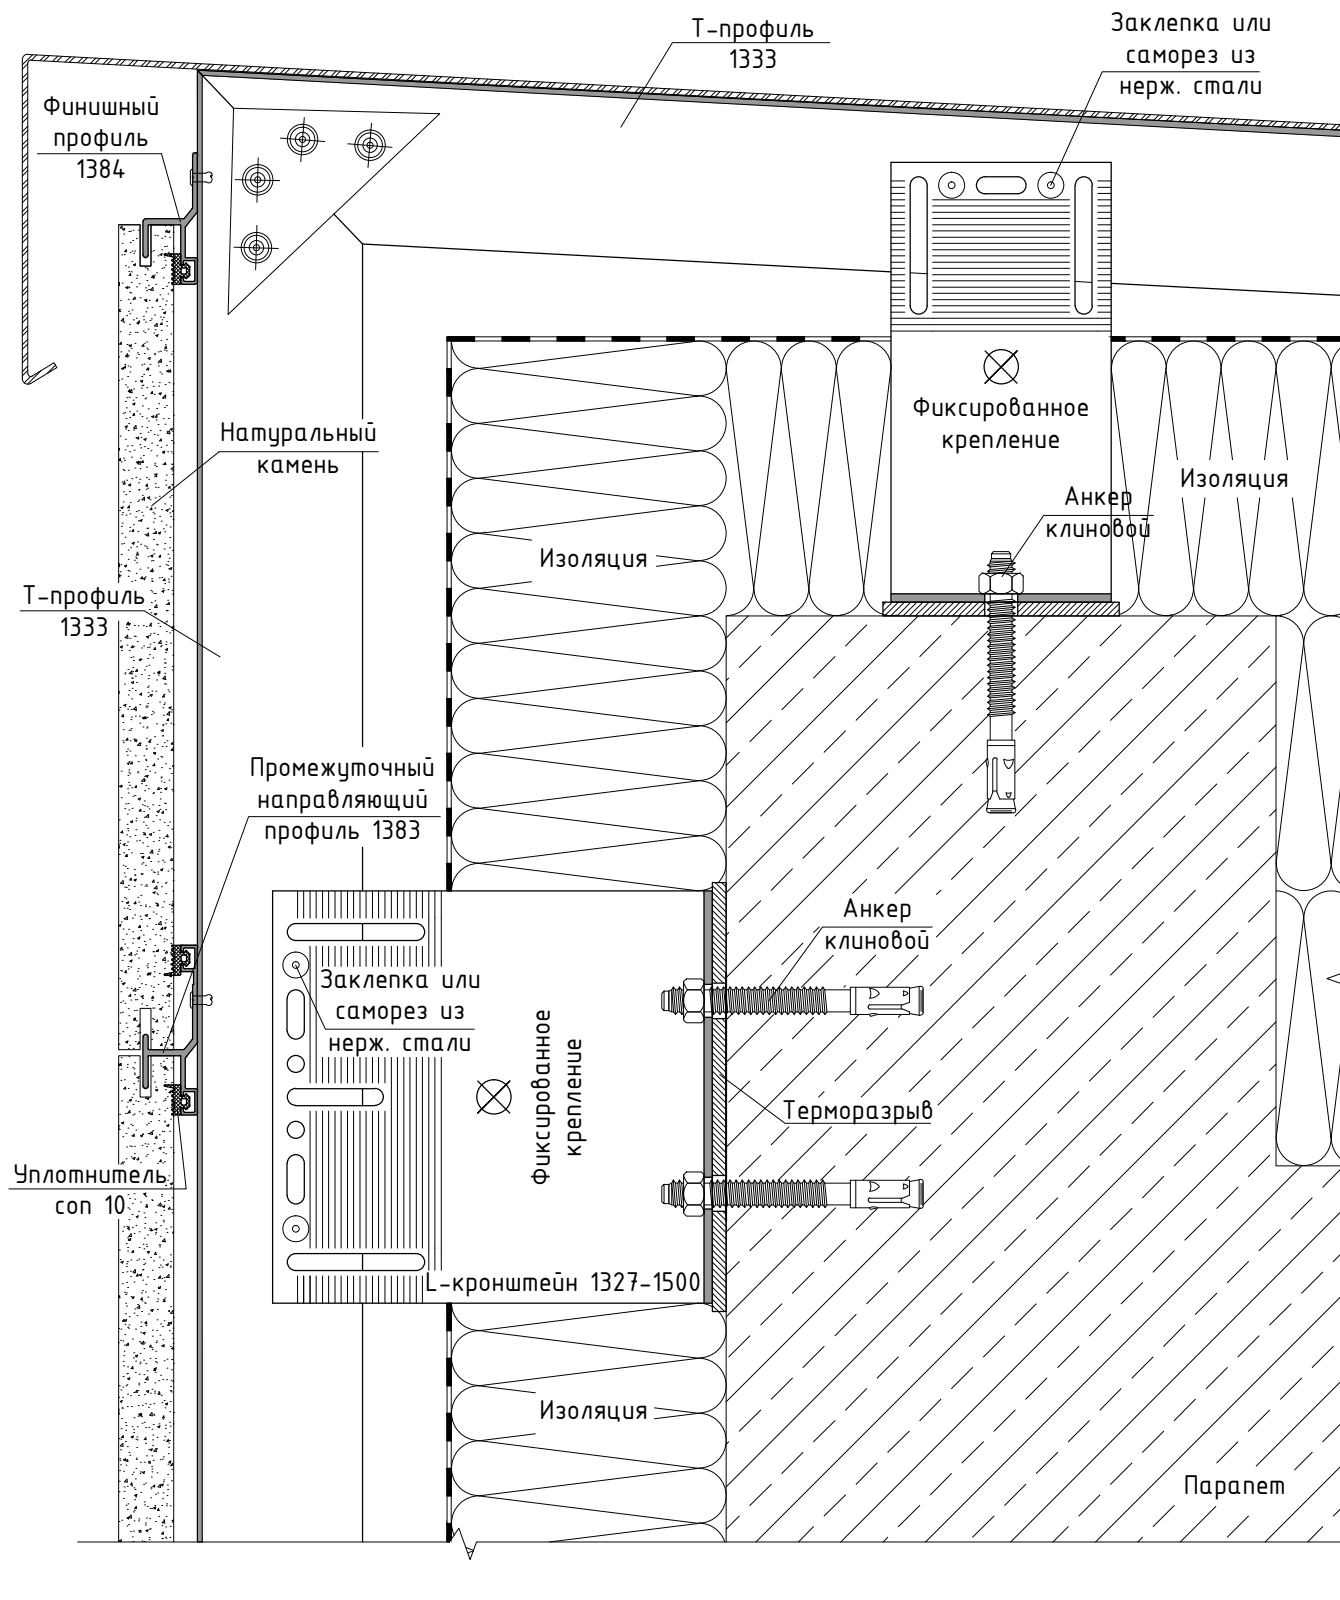 Т-профиль
1333
Заклепка или
саморез из
нерж. стали
Финишный
профиль
1384
Фиксированное
крепление
Натуральный
камень
Изоляция
Анкер
клиновой
Изоляция
Т-профиль
1333
Промежуточный
направляющий
профиль 1383
Анкер
клиновой
Заклепка или
саморез из
нерж. стали
Фиксированное
крепление
Терморазрыв
Уплотнитель
соп 10
L-кронштейн 1327-1500
Изоляция
Парапет